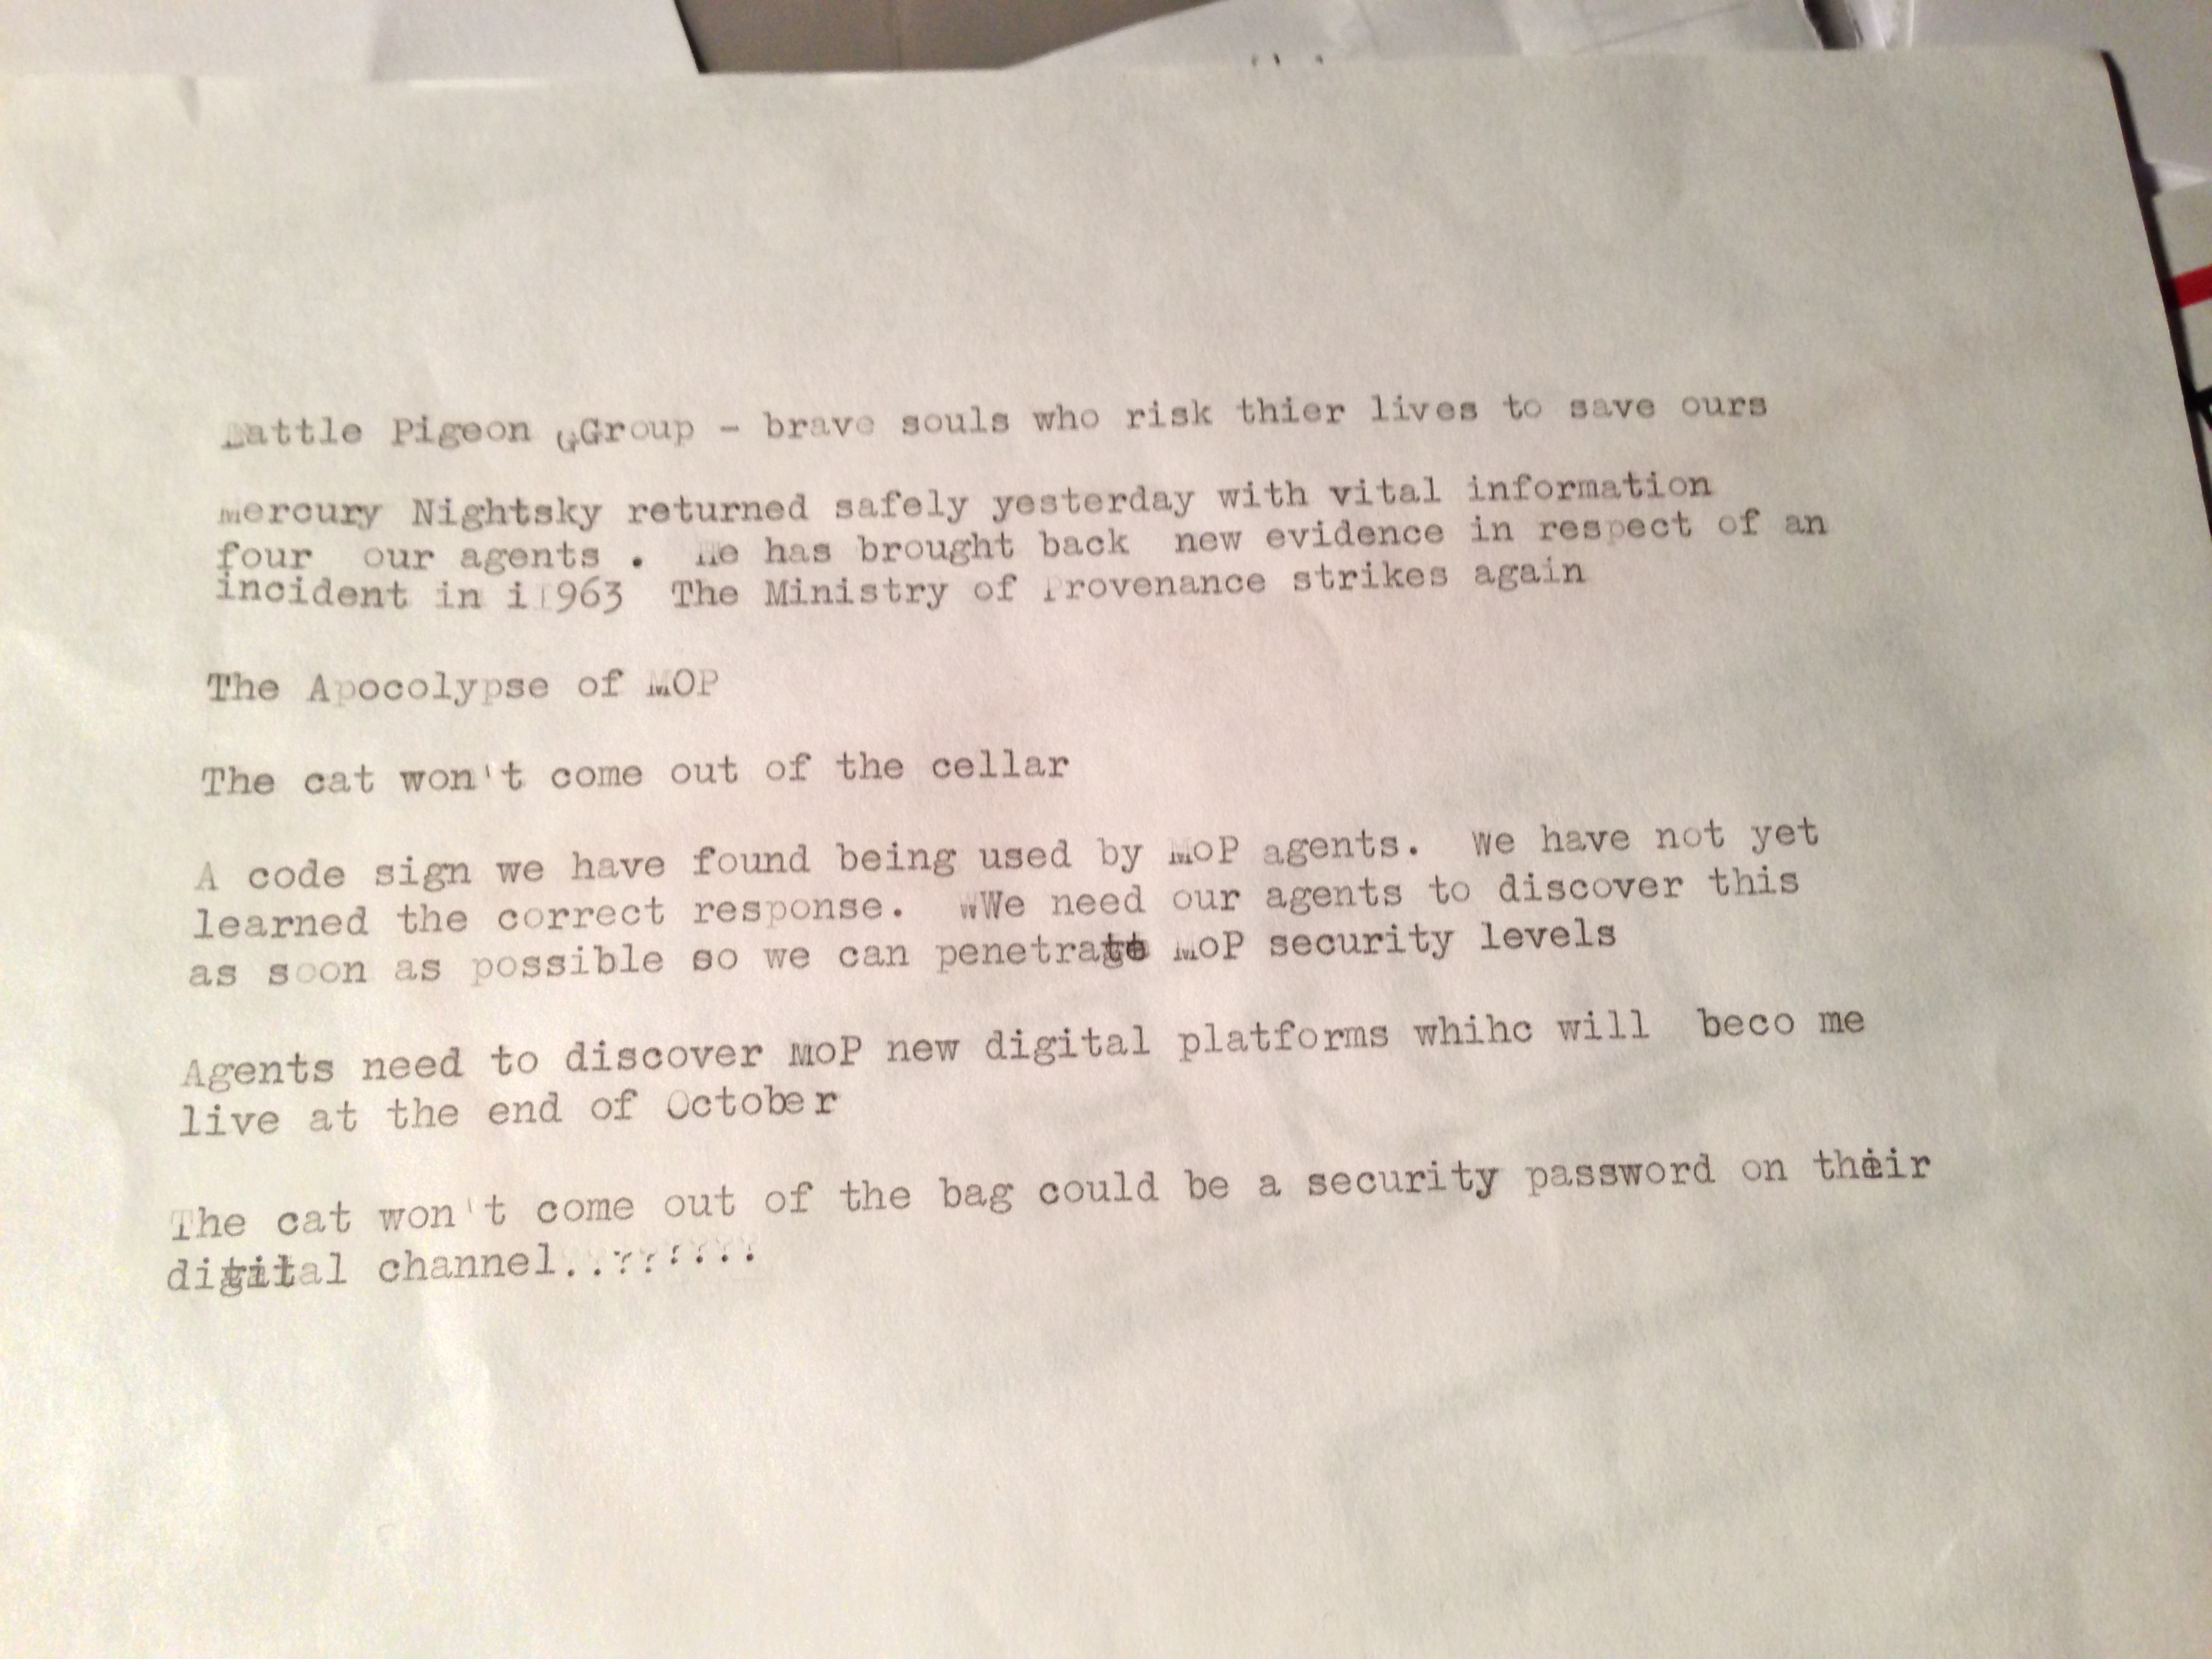 Battle Pigeon GGroup - brave souls who risk thier lives to save ours
Mercury Nightsky returned safely yesterday with vital information
four our agents . He has brought back new evidence in respect of an
incident in i1963 The Ministry of Provenance strikes again
The Apocolypse of MOP
The cat won't come out of the cellar
A code sign we have found being used by MoP agents. We have not yet
learned the correct response. WWe need our agents to discover this
as soon as possible so we can penetrate MoP security levels
Agents need to discover MoP new digital platforms whihc will beco me
live at the end of October
The cat won't come out of the bag could be a security password on their
digital channel..??!!...